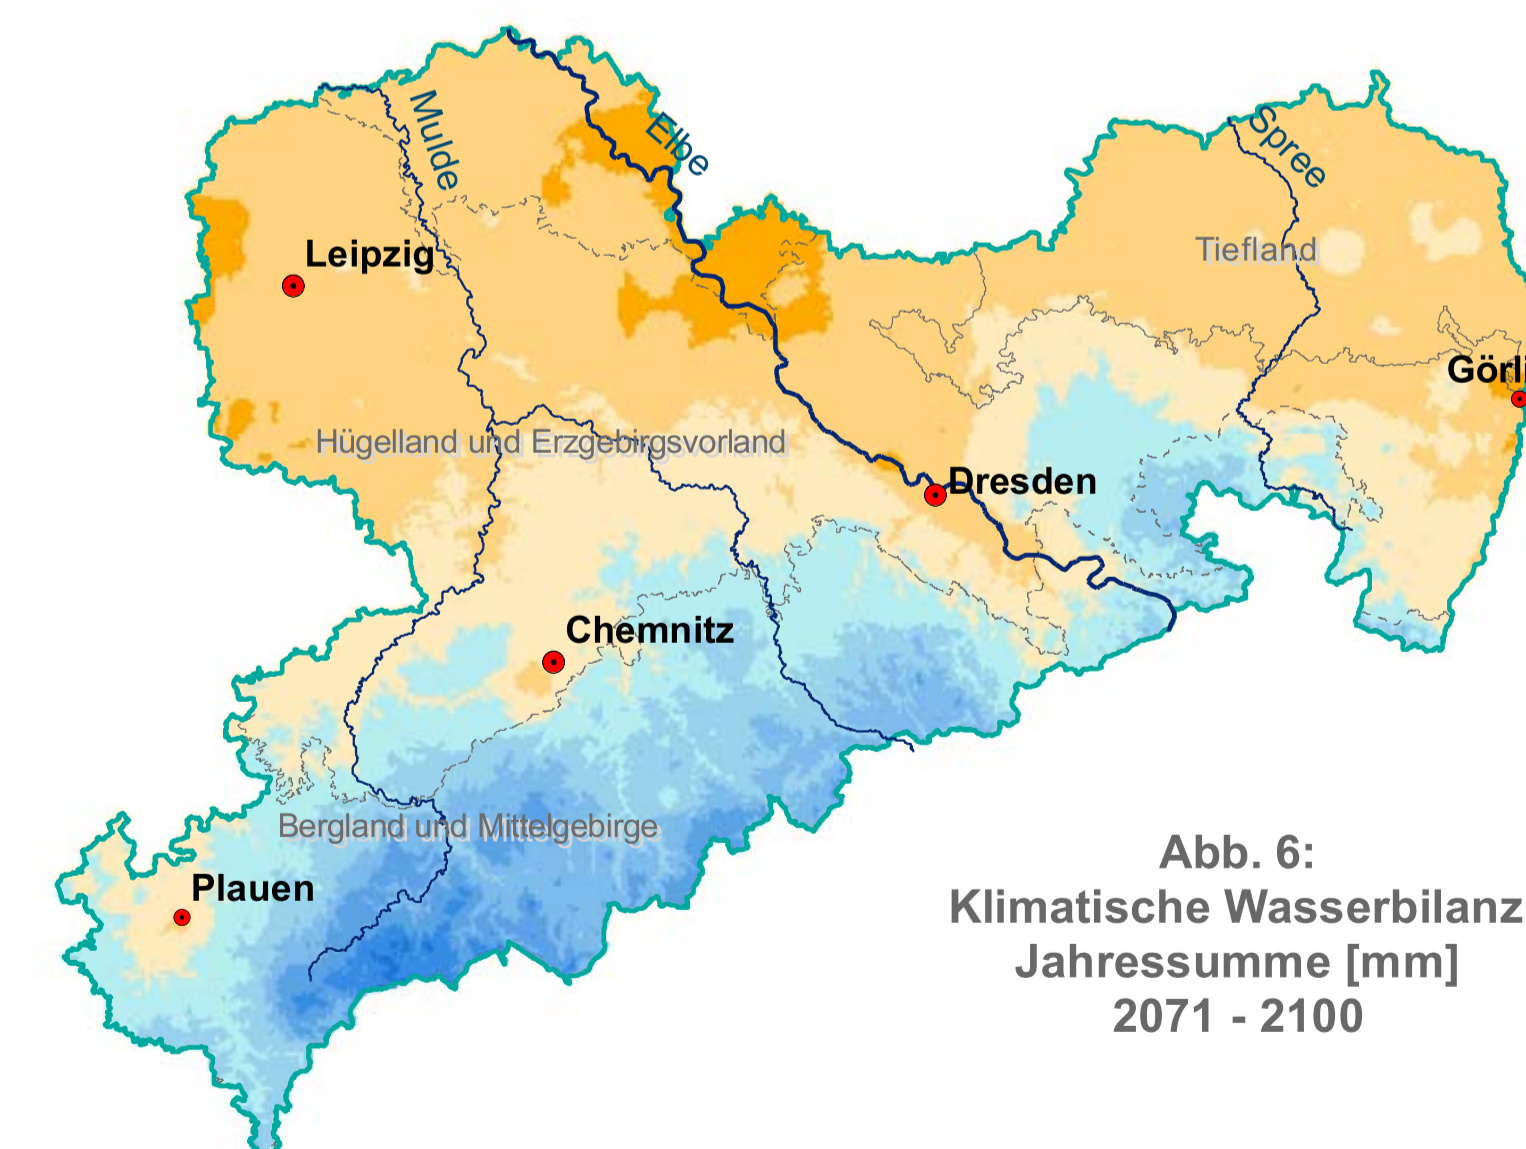 Mulde
Elbe
Spree
Leipzig
Tiefland
Görli
Hügelland und Erzgebirgsvorland
Dresden
Chemnitz
Bergland und Mittelgebirge
Plauen
Abb. 6:
Klimatische Wasserbilanz
Jahressumme [mm]
2071 - 2100